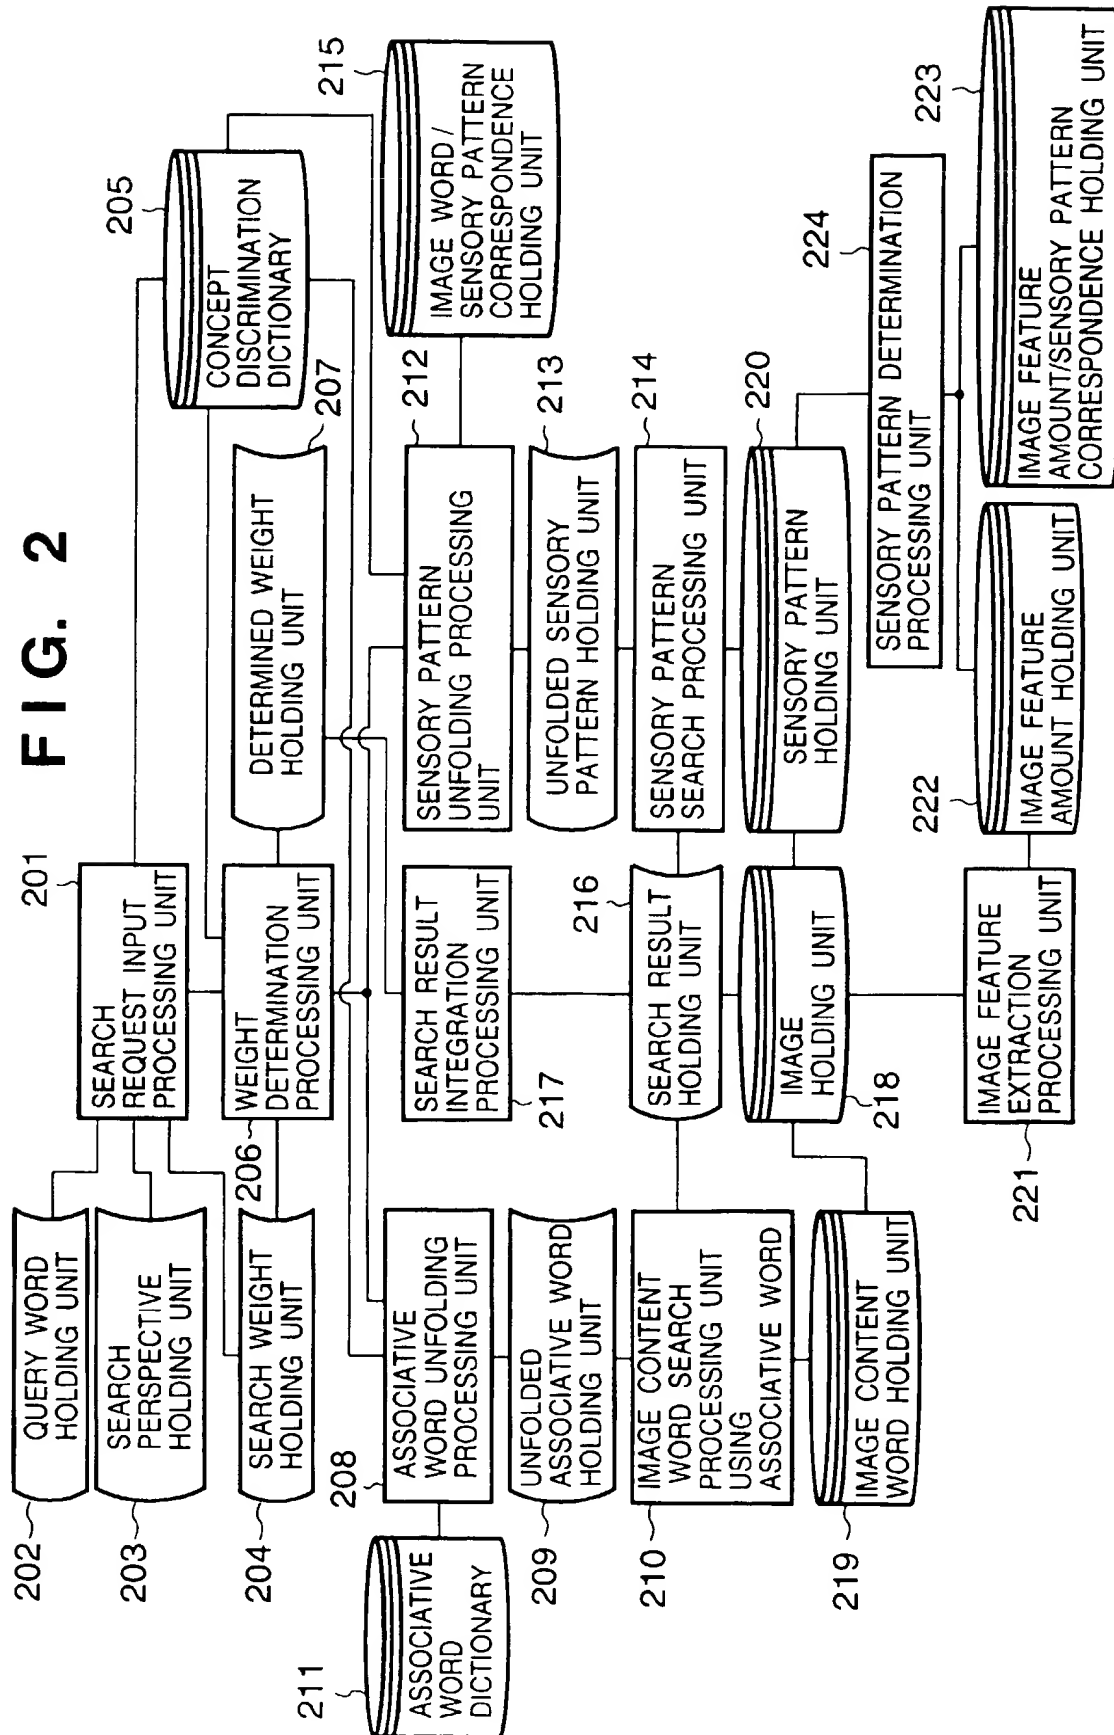 FIG. 2
201
SEARCH
REQUEST INPUT
PROCESSING UNIT
202
QUERY WORD
HOLDING UNIT
203
SEARCH
PERSPECTIVE
HOLDING UNIT
204
SEARCH WEIGHT
HOLDING UNIT
205
CONCEPT
DISCRIMINATION
DICTIONARY
206
WEIGHT
DETERMINATION
PROCESSING UNIT
207
DETERMINED WEIGHT
HOLDING UNIT
208
ASSOCIATIVE
WORD UNFOLDING
PROCESSING UNIT
211
ASSOCIATIVE
WORD
DICTIONARY
217
SEARCH RESULT
INTEGRATION
PROCESSING UNIT
212
SENSORY PATTERN
UNFOLDING PROCESSING
UNIT
215
IMAGE WORD/
SENSORY PATTERN
CORRESPONDENCE
HOLDING UNIT
209
UNFOLDED
ASSOCIATIVE WORD
HOLDING UNIT
213
UNFOLDED SENSORY
PATTERN HOLDING UNIT
210
IMAGE CONTENT
WORD SEARCH
PROCESSING UNIT
USING
ASSOCIATIVE WORD
216
SEARCH RESULT
HOLDING UNIT
214
SENSORY PATTERN
SEARCH PROCESSING UNIT
219
IMAGE CONTENT
WORD HOLDING UNIT
218
IMAGE
HOLDING UNIT
220
SENSORY PATTERN
HOLDING UNIT
224
SENSORY PATTERN DETERMINATION
PROCESSING UNIT
221
IMAGE FEATURE
EXTRACTION
PROCESSING UNIT
222
IMAGE FEATURE
AMOUNT HOLDING UNIT
223
IMAGE FEATURE
AMOUNT/SENSORY PATTERN
CORRESPONDENCE HOLDING UNIT